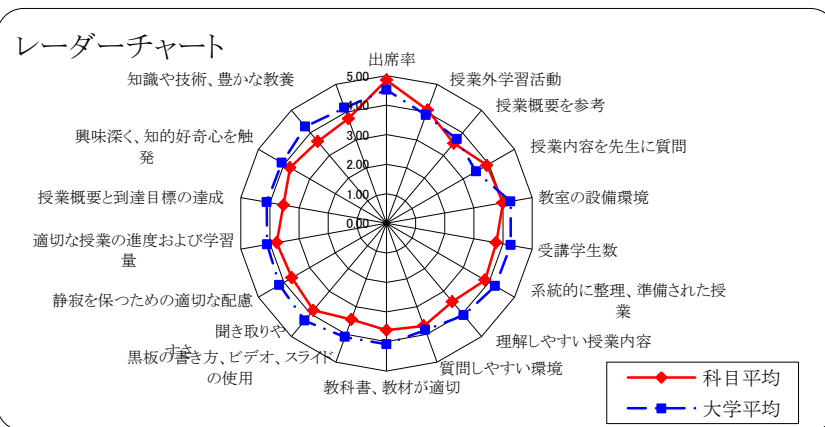 レーダーチャート
出席率
授業外学習活動
授業概要を参考
授業内容を先生に質問
教室の設備環境
受講学生数
系統的に整理、準備された授
業
理解しやすい授業内容
質問しやすい環境
教科書、教材が適切
黒板の書き方、ビデオ、スライド
の使用
聞き取りや
すさ
静寂を保つための適切な配慮
適切な授業の進度および学習
量
授業概要と到達目標の達成
興味深く、知的好奇心を触
発
知識や技術、豊かな教養
5.00
4.00
3.00
2.00
1.00
0.00
科目平均
大学平均